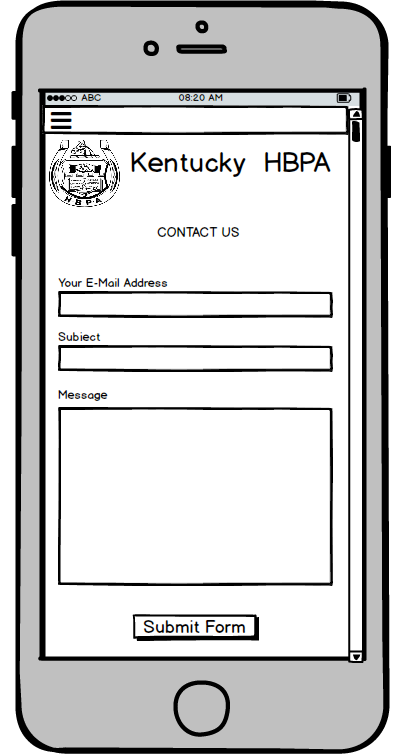 ABC 08:20 AM
Kentucky HBPA
HBPA
CONTACT US
Your E-Mail Address
Subject
Message
Submit Form